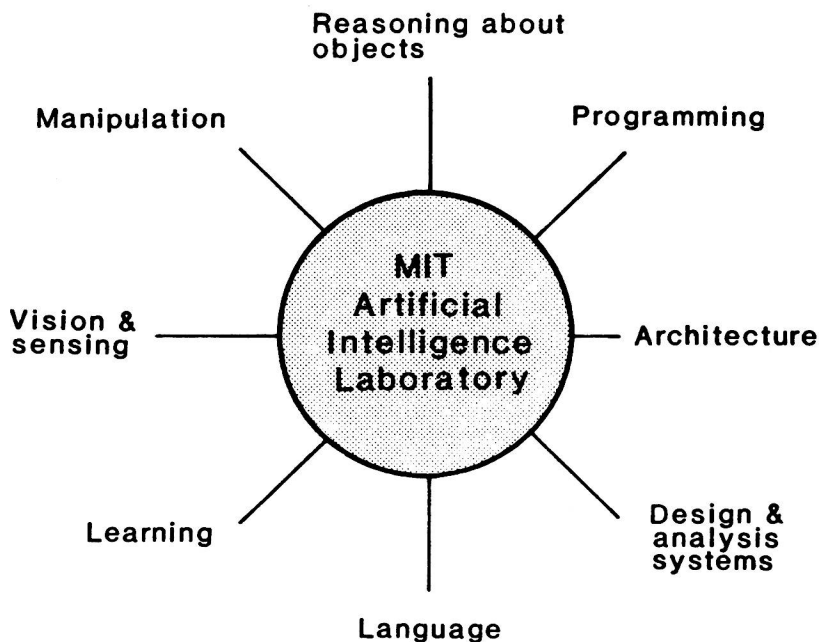 Reasoning about
objects
Manipulation
Programming
MIT
Artificial
Intelligence
Laboratory
Vision &
sensing
Architecture
Learning
Design &
analysis
systems
Language